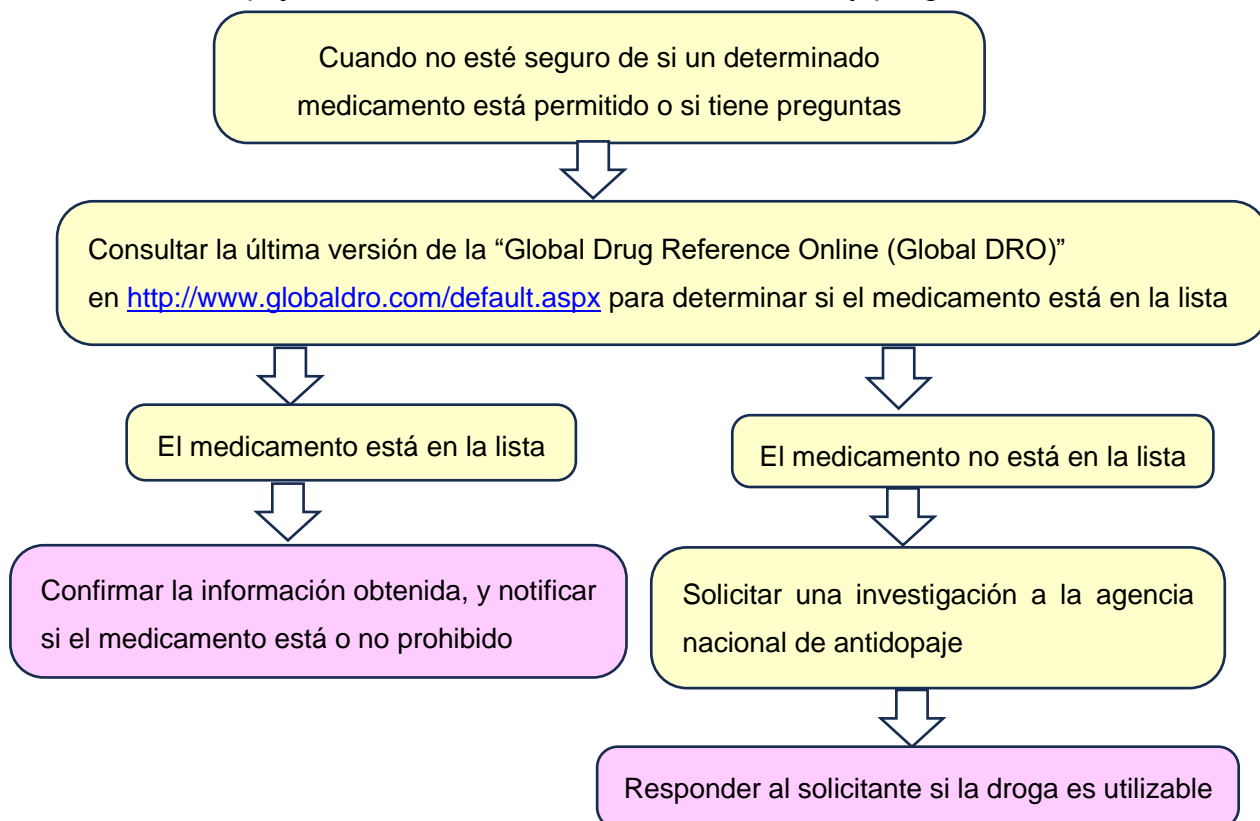 Cuando no esté seguro de si un determinado
medicamento está permitido o si tiene preguntas
Consultar la última versión de la “Global Drug Reference Online (Global DRO)”
en http://www.globaldro.com/default.aspx para determinar si el medicamento está en la lista
El medicamento está en la lista
El medicamento no está en la lista
Confirmar la información obtenida, y notificar
si el medicamento está o no prohibido
Solicitar una investigación a la agencia
nacional de antidopaje
Responder al solicitante si la droga es utilizable